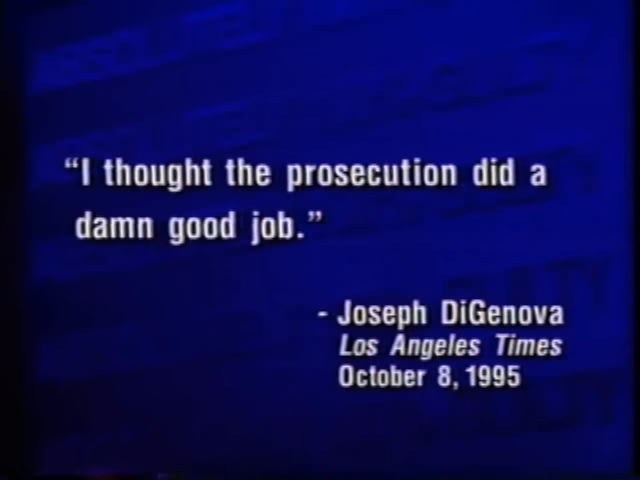 “I thought the prosecution did a
damn good job.”
- Joseph DiGenova
Los Angeles Times
October 8, 1995